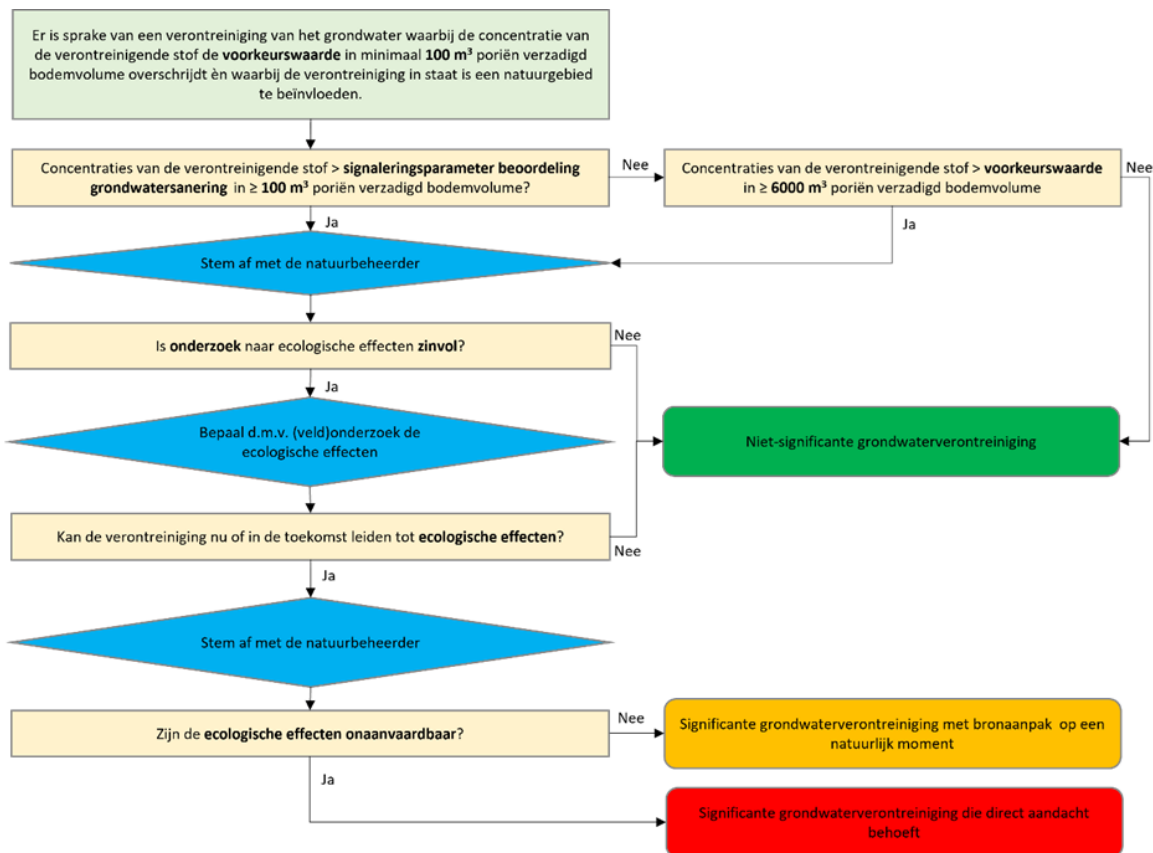 Er is sprake van een verontreiniging van het grondwater waarbij de concentratie van
de verontreinigende stof de voorkeurswaarde in minimaal 100 m³ poriën verzadigd
bodemvolume overschrijdt èn waarbij de verontreiniging in staat is een natuurgebied
te beïnvloeden.
Concentraties van de verontreinigende stof > signaleringsparameter beoordeling
grondwatersanering in ≥ 100 m³ poriën verzadigd bodemvolume?
Nee
Concentraties van de verontreinigende stof > voorkeurswaarde
in ≥ 6000 m³ poriën verzadigd bodemvolume
Nee
Ja
Ja
Stem af met de natuurbeheerder
Is onderzoek naar ecologische effecten zinvol?
Nee
Ja
Bepaal d.m.v. (veld)onderzoek de
ecologische effecten
Niet-significante grondwaterverontreiniging
Kan de verontreiniging nu of in de toekomst leiden tot ecologische effecten?
Nee
Ja
Stem af met de natuurbeheerder
Zijn de ecologische effecten onaanvaardbaar?
Nee
Significante grondwaterverontreiniging met bronaanpak op een
natuurlijk moment
Ja
Significante grondwaterverontreiniging die direct aandacht
behoeft